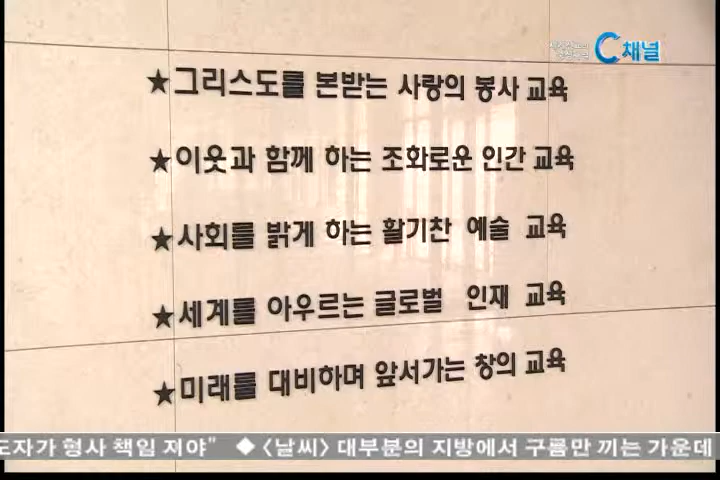 C채널
★그리스도를 본받는 사랑의 봉사 교육
★이웃과 함께 하는 조화로운 인간 교육
★사회를 밝게 하는 활기찬 예술 교육
★세계를 아우르는 글로벌 인재 교육
★미래를 대비하며 앞서가는 창의 교육
도자가 형사 책임 져야" ◆ <날씨> 대부분의 지방에서 구름만 끼는 가운데